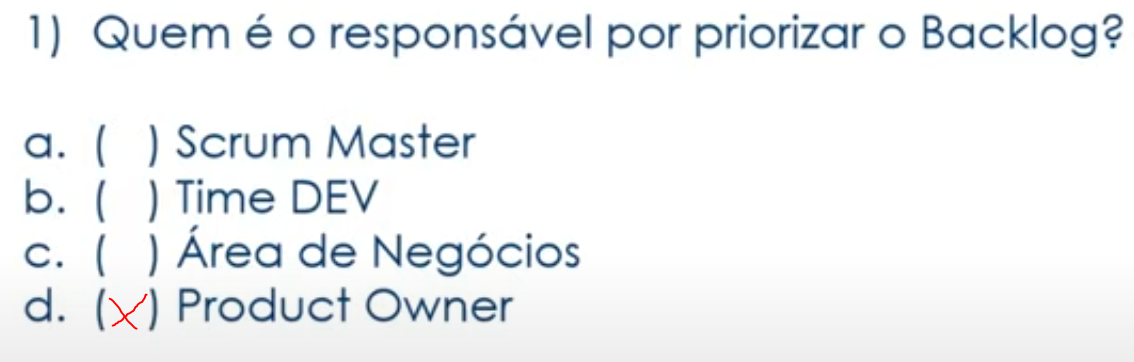 1) Quem é o responsável por priorizar o Backlog?
a. ( ) Scrum Master
b. ( ) Time DEV
c. ( ) Área de Negócios
d. (X) Product Owner